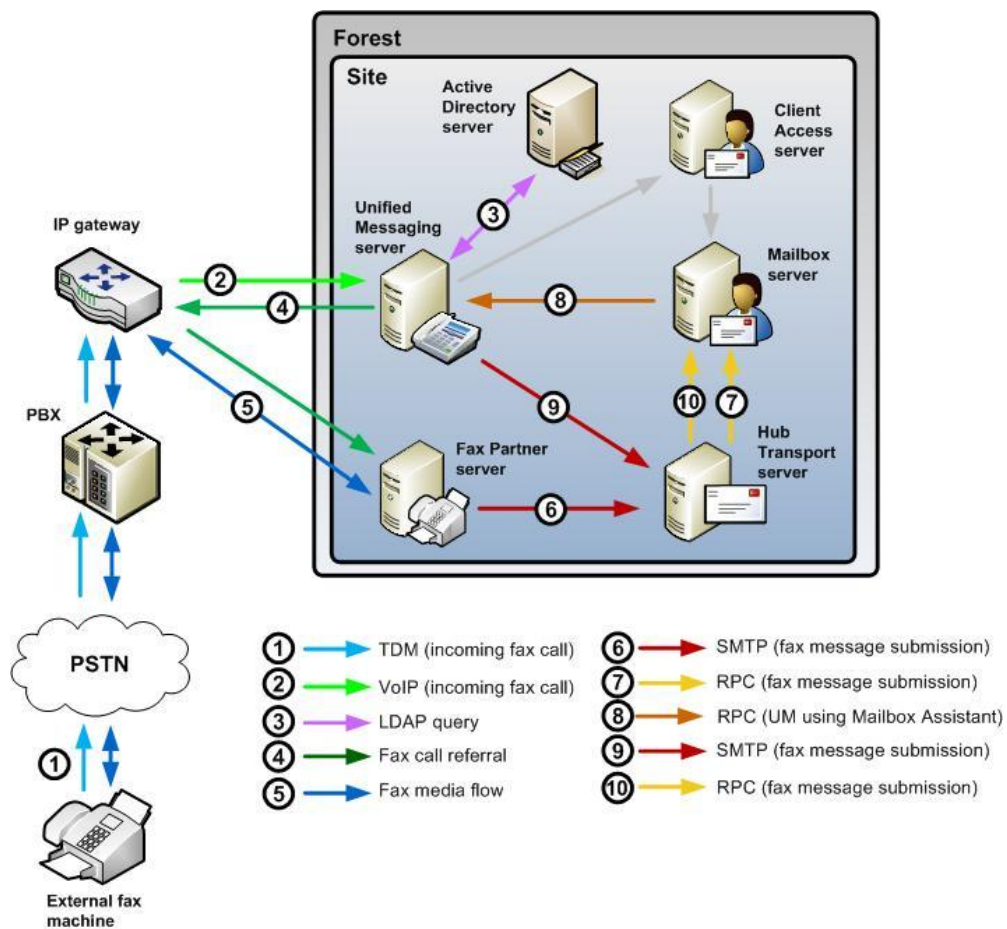 Forest
Site
Active
Directory
server
Client
Access
server
3
Unified
Messaging
server
IP gateway
Mailbox
server
2
4
8
5
9
10
7
PBX
Fax Partner
server
Hub
Transport
server
6
PSTN
1
External fax
machine
1 TDM (incoming fax call)
2 VoIP (incoming fax call)
3 LDAP query
4 Fax call referral
5 Fax media flow
6 SMTP (fax message submission)
7 RPC (fax message submission)
8 RPC (UM using Mailbox Assistant)
9 SMTP (fax message submission)
10 RPC (fax message submission)